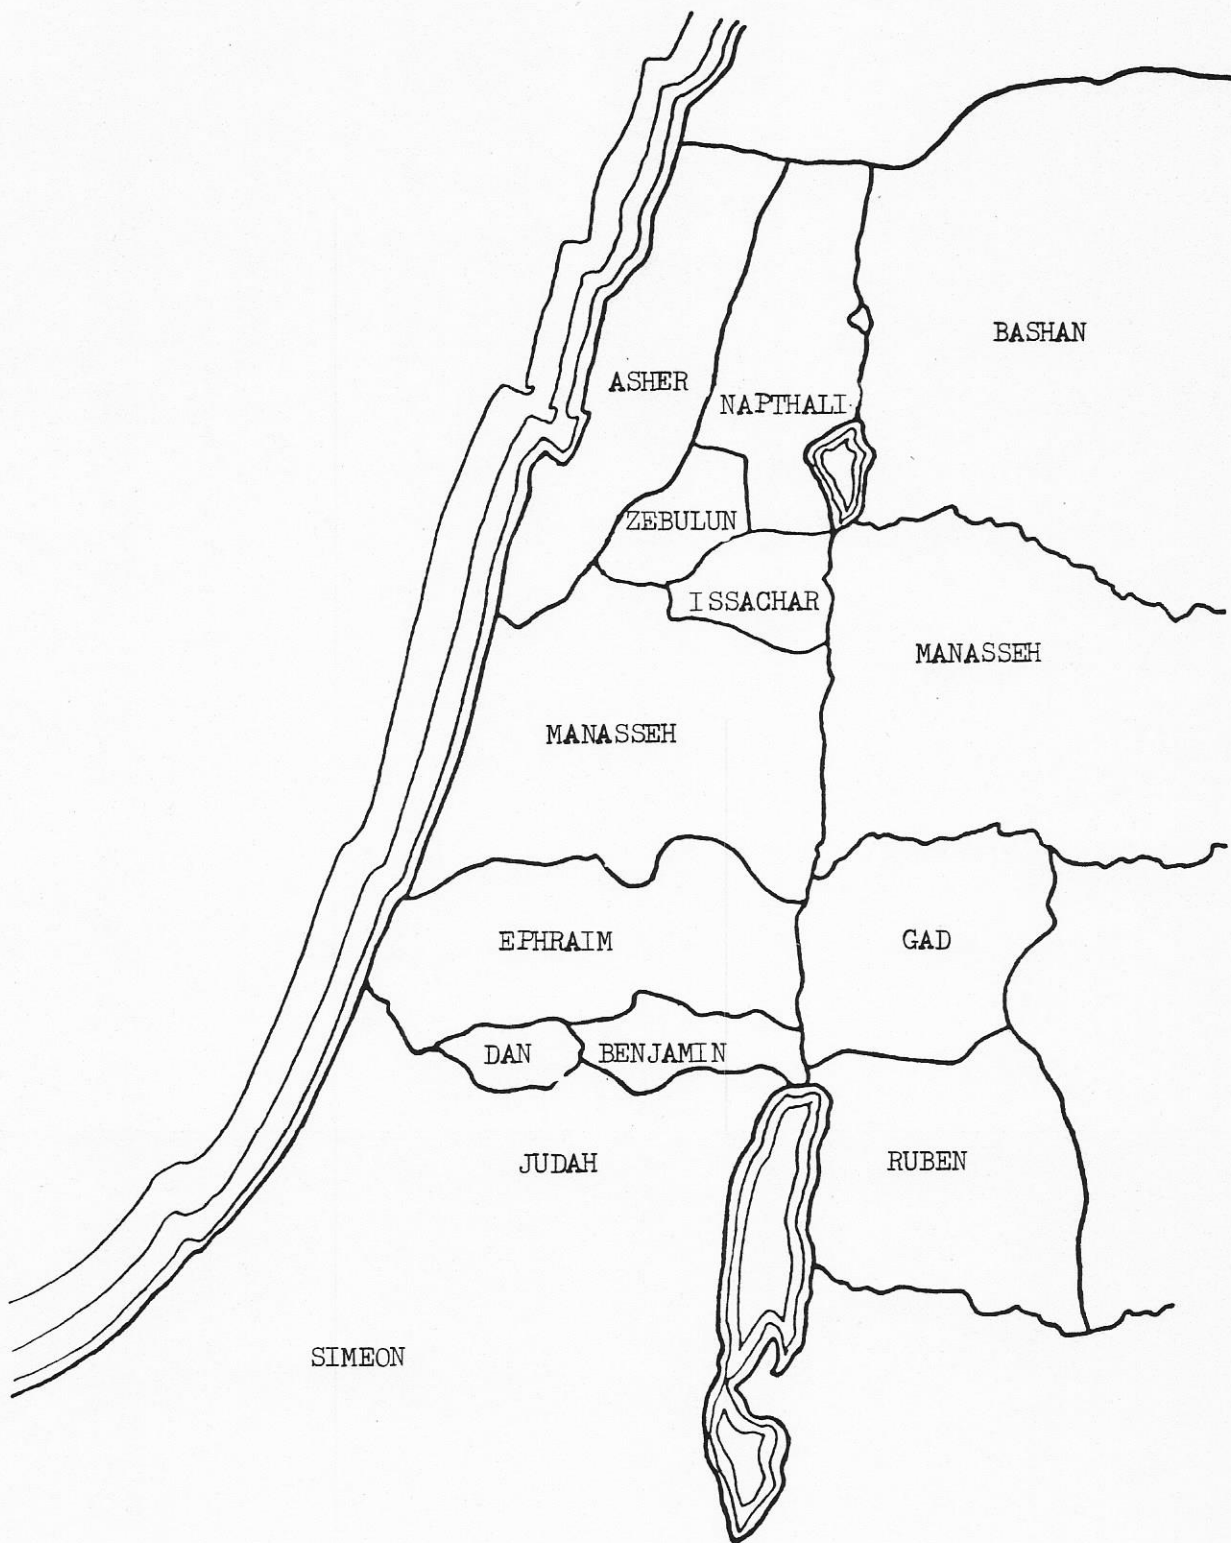 BASHAN
ASHER
NAPTHALI
ZEBULUN
ISSACHAR
MANASSEH
MANASSEH
EPHRAIM
GAD
DAN
BENJAMIN
JUDAH
RUBEN
SIMEON